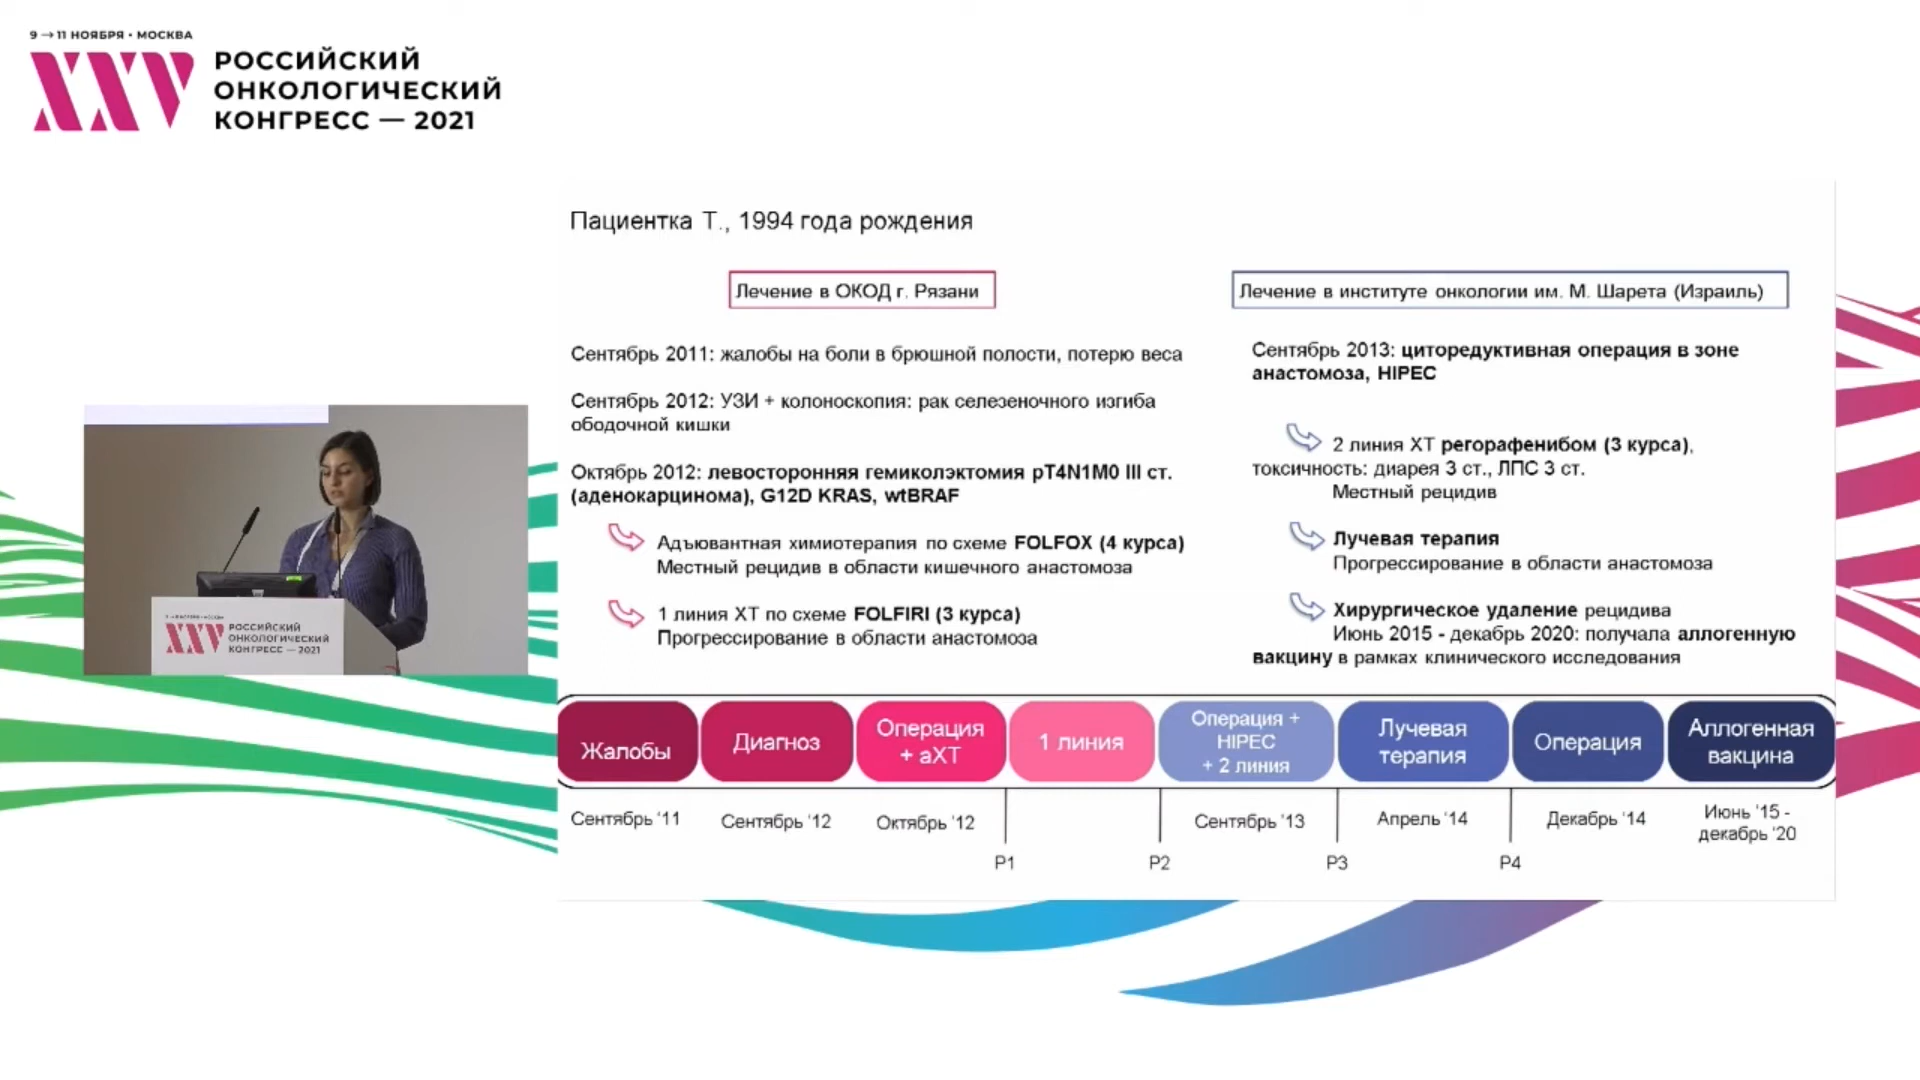 9 → 11 НОЯБРЯ • МОСКВА
XXV
РОССИЙСКИЙ
ОНКОЛОГИЧЕСКИЙ
КОНГРЕСС — 2021
Пациентка Т., 1994 года рождения
Лечение в ОКОД г. Рязани
Сентябрь 2011: жалобы на боли в брюшной полости, потерю веса
Сентябрь 2012: УЗИ + колоноскопия: рак селезеночного изгиба
ободочной кишки
Октябрь 2012: левосторонняя гемиколэктомия pT4N1M0 III ст.
(аденокарцинома), G12D KRAS, wtBRAF
Адъювантная химиотерапия по схеме FOLFOX (4 курса)
Местный рецидив в области кишечного анастомоза
1 линия ХТ по схеме FOLFIRI (3 курса)
Прогрессирование в области анастомоза
Лечение в институте онкологии им. М. Шарета (Израиль)
Сентябрь 2013: циторедуктивная операция в зоне
анастомоза, HIPEC
2 линия ХТ регорафенибом (3 курса),
токсичность: диарея 3 ст., ЛПС 3 ст.
Местный рецидив
Лучевая терапия
Прогрессирование в области анастомоза
Хирургическое удаление рецидива
Июнь 2015 - декабрь 2020: получала аллогенную
вакцину в рамках клинического исследования
Жалобы
Диагноз
Операция
+ аХТ
1 линия
Операция +
HIPEC
+ 2 линия
Лучевая
терапия
Операция
Аллогенная
вакцина
Сентябрь '11
Сентябрь '12
Октябрь '12
Сентябрь '13
Апрель '14
Декабрь '14
Июнь '15 -
декабрь '20
P1
P2
P3
P4
XXV
РОССИЙСКИЙ
ОНКОЛОГИЧЕСКИЙ
КОНГРЕСС — 2021